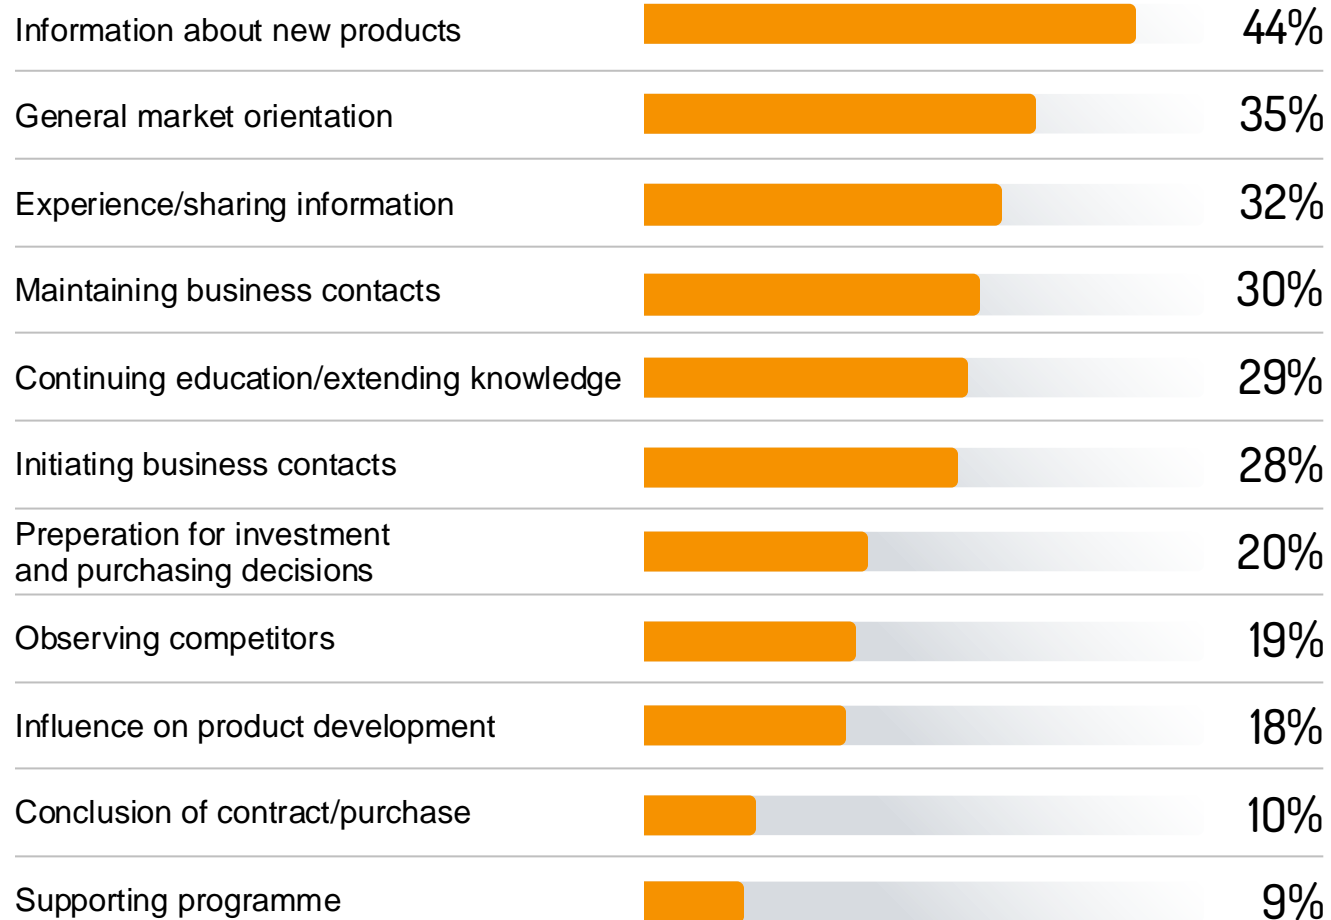 Information about new products 44%
General market orientation 35%
Experience/sharing information 32%
Maintaining business contacts 30%
Continuing education/extending knowledge 29%
Initiating business contacts 28%
Preperation for investment
and purchasing decisions 20%
Observing competitors 19%
Influence on product development 18%
Conclusion of contract/purchase 10%
Supporting programme 9%